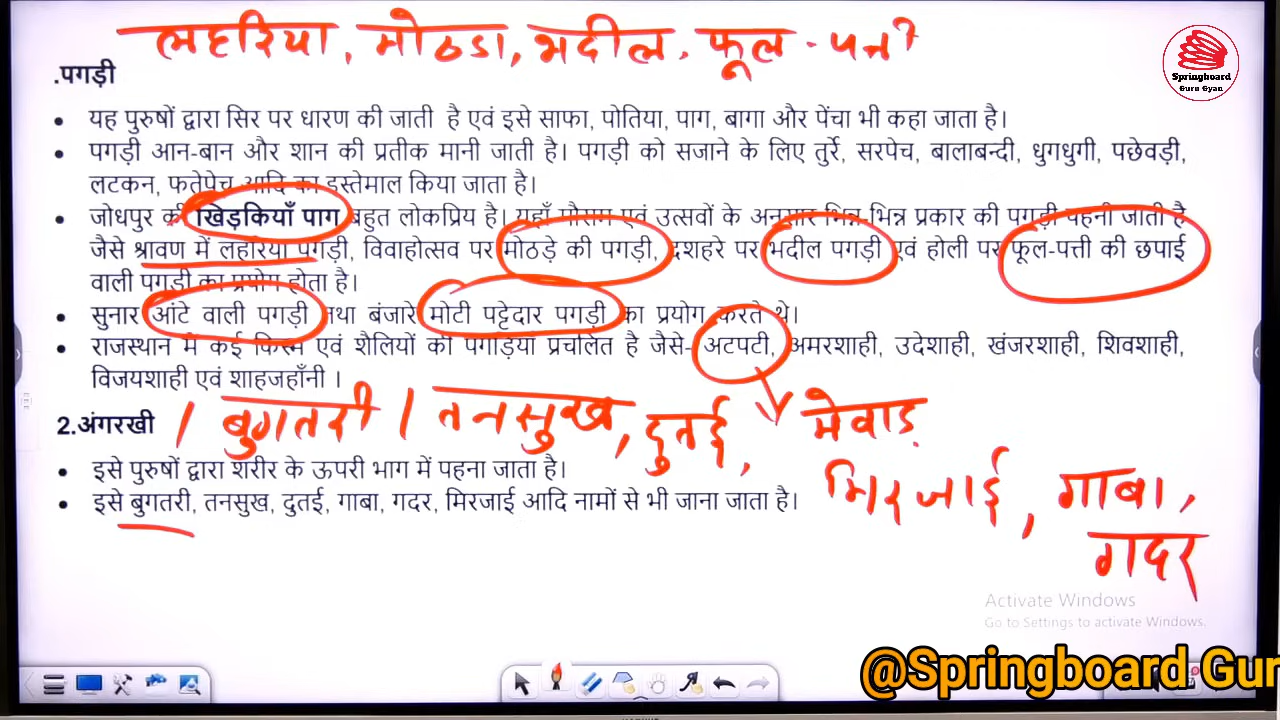 लहरिया, मोठडा, भदील, फूल - पत्ती
.पगड़ी
Springboard
Guru Gyan
• यह पुरुषों द्वारा सिर पर धारण की जाती है एवं इसे साफा, पोतिया, पाग, बागा और पेंचा भी कहा जाता है।
• पगड़ी आन-बान और शान की प्रतीक मानी जाती है। पगड़ी को सजाने के लिए तुर्रे, सरपेच, बालाबन्दी, धुगधुगी, पछेवड़ी,
लटकन, फतेपेच आदि का इस्तेमाल किया जाता है।
• जोधपुर की खिड़कियाँ पाग बहुत लोकप्रिय है। यहाँ मौसम एवं उत्सवों के अनुसार भिन्न-भिन्न प्रकार की पगड़ी पहनी जाती है
जैसे श्रावण में लहरिया पगड़ी, विवाहोत्सव पर मोठड़े की पगड़ी, दशहरे पर भदील पगड़ी एवं होली पर फूल-पत्ती की छपाई
वाली पगड़ी का प्रयोग होता है।
• सुनार आंटे वाली पगड़ी तथा बंजारे मोटी पट्टेदार पगड़ी का प्रयोग करते थे।
• राजस्थान में कई किस्म एवं शैलियों की पगड़ियां प्रचलित है जैसे- अटपटी, अमरशाही, उदेशाही, खंजरशाही, शिवशाही,
विजयशाही एवं शाहजहाँनी ।
2.अंगरखी / बुगतरी / तनसुख, दुतई, मेवाड़
• इसे पुरुषों द्वारा शरीर के ऊपरी भाग में पहना जाता है।
मिरजाई, गाबा,
• इसे बुगतरी, तनसुख, दुतई, गाबा, गदर, मिरजाई आदि नामों से भी जाना जाता है।
गदर
Activate Windows
Go to Settings to activate Windows.
@Springboard Gur